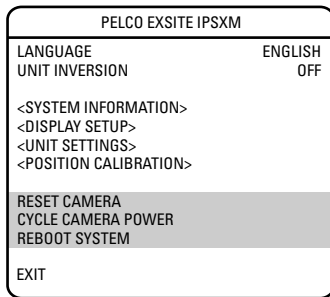 PELCO EXSITE IPSXM
LANGUAGE ENGLISH
UNIT INVERSION OFF
<SYSTEM INFORMATION>
<DISPLAY SETUP>
<UNIT SETTINGS>
<POSITION CALIBRATION>
RESET CAMERA
CYCLE CAMERA POWER
REBOOT SYSTEM
EXIT